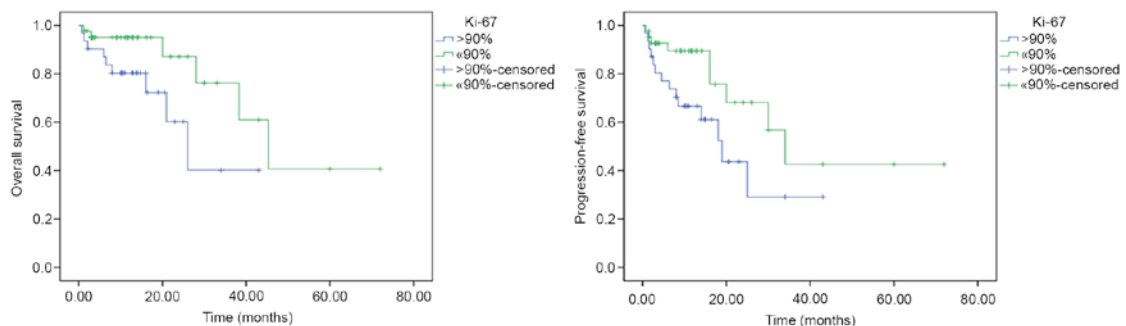 Ki-67
>90%
«90%
>90%-censored
«90%-censored
Overall survival
1.0
0.8
0.6
0.4
0.2
0.0
0.00 20.00 40.00 60.00 80.00
Time (months)
Ki-67
>90%
«90%
>90%-censored
«90%-censored
Progression-free survival
1.0
0.8
0.6
0.4
0.2
0.0
0.00 20.00 40.00 60.00 80.00
Time (months)